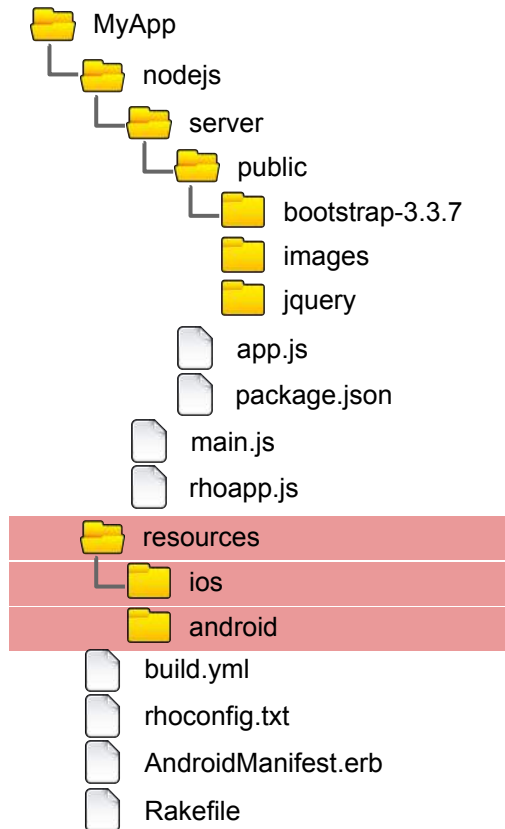 MyApp
nodejs
server
public
bootstrap-3.3.7
images
jquery
app.js
package.json
main.js
rhoapp.js
resources
ios
android
build.yml
rhoconfig.txt
AndroidManifest.erb
Rakefile